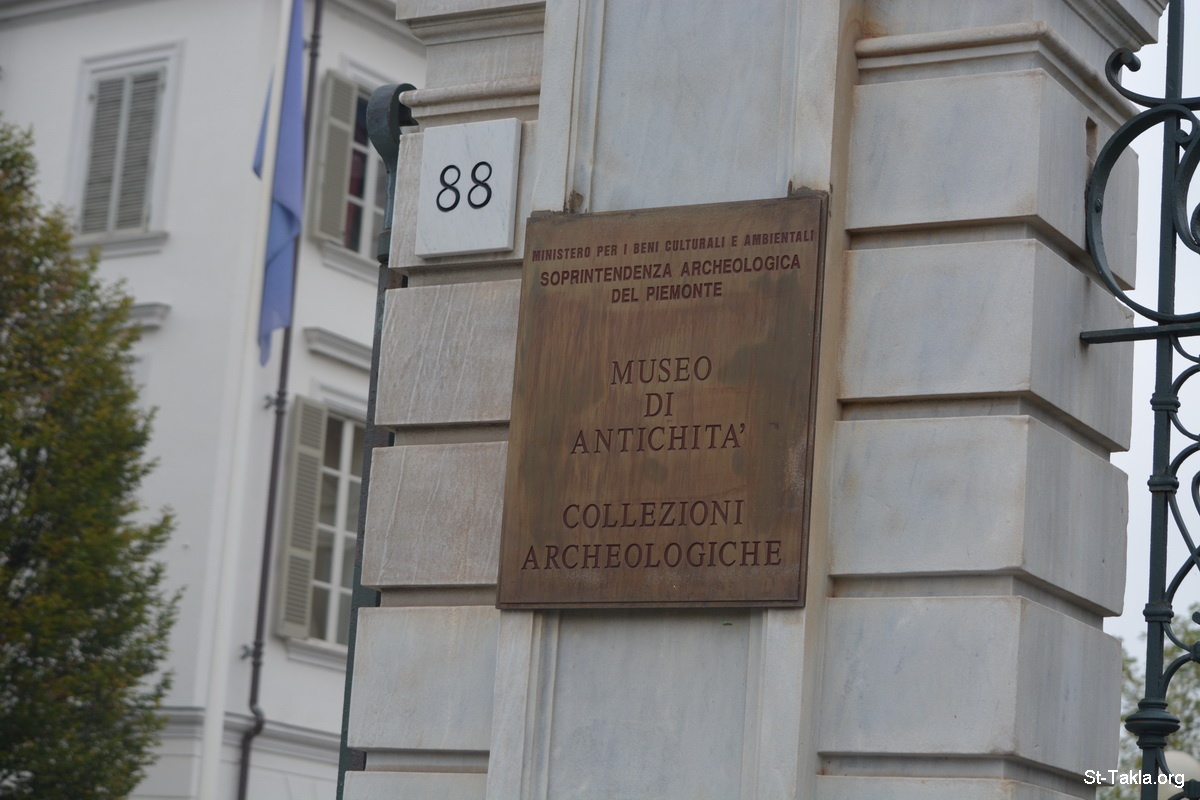 88
MINISTERO PER I BENI CULTURALI E AMBIENTALI
SOPRINTENDENZA ARCHEOLOGICA
DEL PIEMONTE
MUSEO
DI
ANTICHITA'
COLLEZIONI
ARCHEOLOGICHE
St-Takla.org